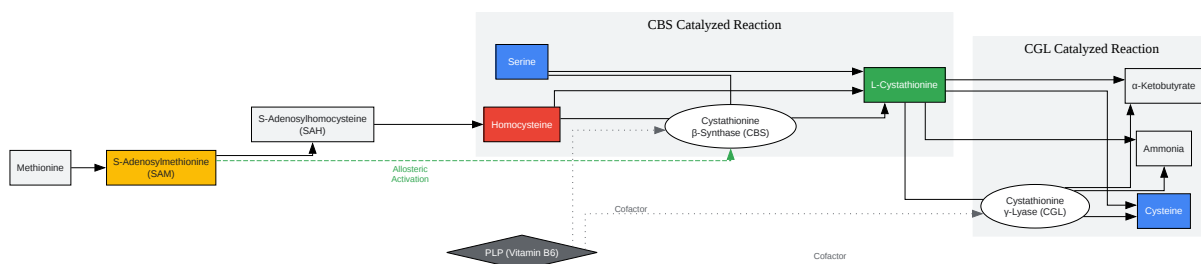 CBS Catalyzed Reaction
CGL Catalyzed Reaction
Serine
L-Cystathionine
α-Ketobutyrate
S-Adenosylhomocysteine
(SAH)
Homocysteine
Cystathionine
β-Synthase (CBS)
Ammonia
Methionine
S-Adenosylmethionine
(SAM)
Allosteric
Activation
Cofactor
Cystathionine
γ-Lyase (CGL)
Cysteine
PLP (Vitamin B6)
Cofactor